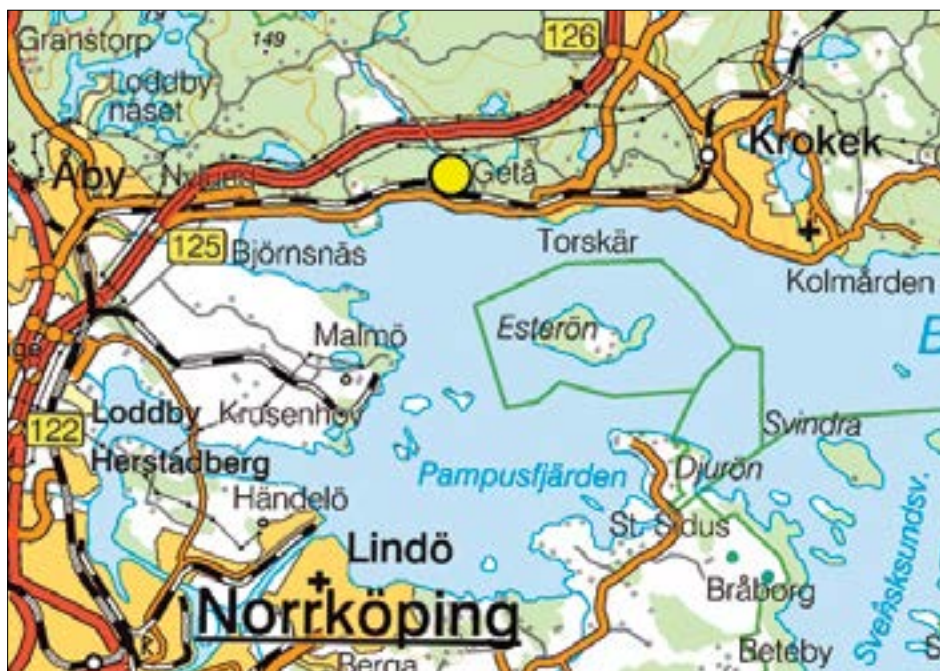 Granstorp
149
126
Loddby-
näset
Krokek
Åby
Nylund
Getå
125
Björnsnäs
Torskär
Kolmården
Esterön
Malmö
Loddby
Krusenhov
122
Svindra
Herstadberg
Pampusfjärden
Djurön
Händelö
St. Sidus
Lindö
Bråborg
Svensksundsv.
Norrköping
Beteby
Berga